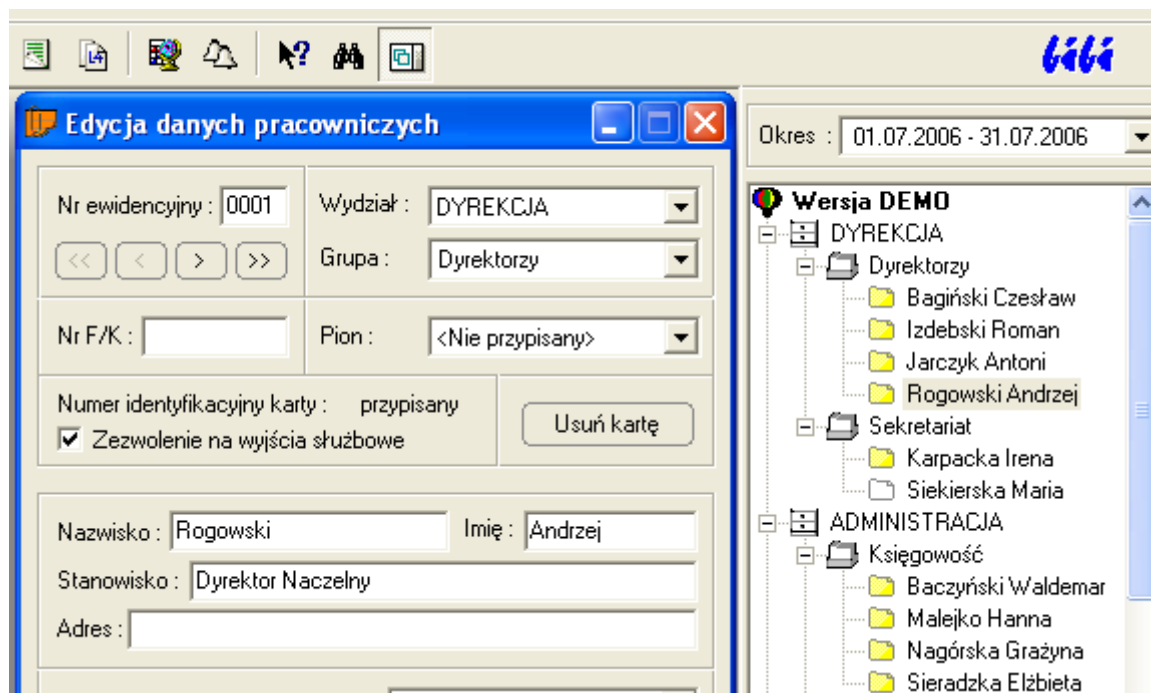 L4
?
bibi
Edycja danych pracowniczych
Okres : 01.07.2006 - 31.07.2006
Nr ewidencyjny : 0001
Wydział : DYREKCJA
<< < > >>
Grupa : Dyrektorzy
Nr F/K :
Pion : <Nie przypisany>
Numer identyfikacyjny karty : przypisany
Zezwolenie na wyjścia służbowe
Usuń kartę
Nazwisko : Rogowski Imię : Andrzej
Stanowisko : Dyrektor Naczelny
Adres :
Wersja DEMO
DYREKCJA
Dyrektorzy
Bagiński Czesław
Izdebski Roman
Jarczyk Antoni
Rogowski Andrzej
Sekretariat
Karpacka Irena
Siekierska Maria
ADMINISTRACJA
Księgowość
Baczyński Waldemar
Malejko Hanna
Nagórska Grażyna
Sieradzka Elżbieta